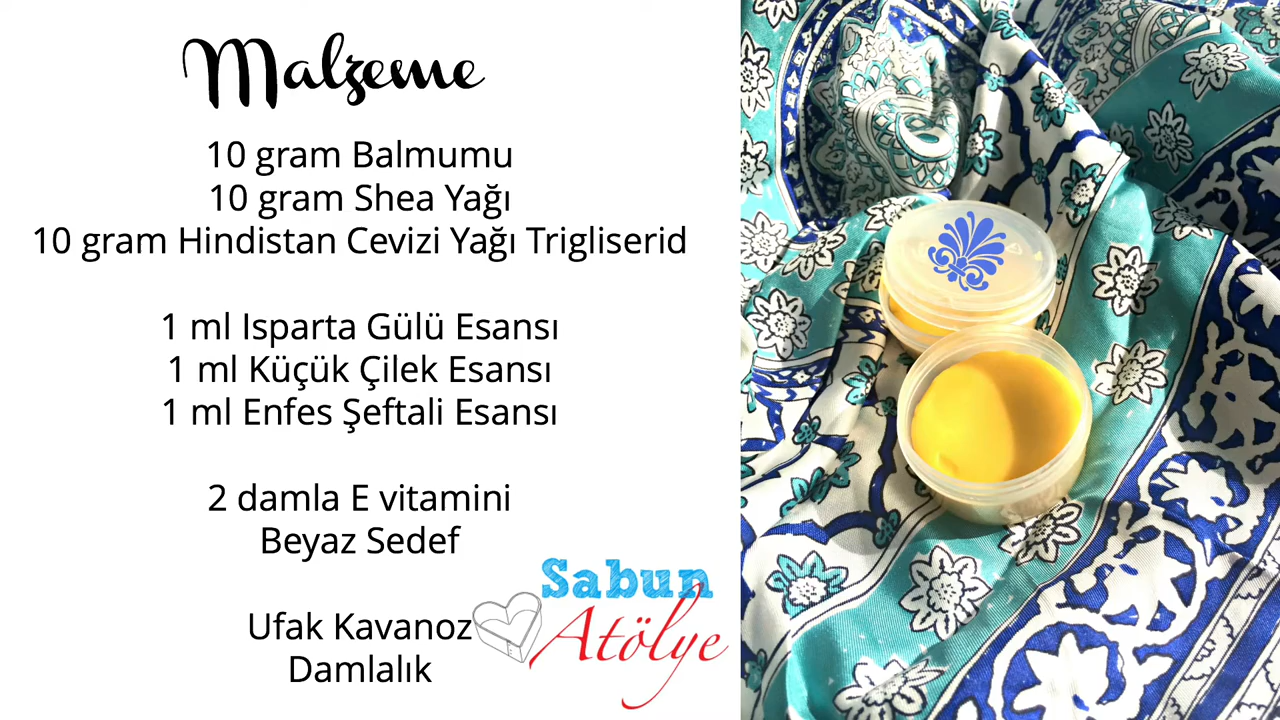 Malzeme
10 gram Balmumu
10 gram Shea Yağı
10 gram Hindistan Cevizi Yağı Trigliserid
1 ml Isparta Gülü Esansı
1 ml Küçük Çilek Esansı
1 ml Enfes Şeftali Esansı
2 damla E vitamini
Beyaz Sedef
Ufak Kavanoz
Damlalık
Sabun
Atölye